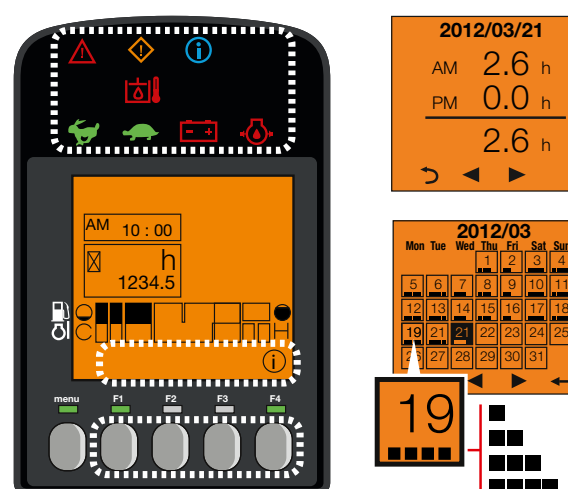 AM 10 : 00
h
1234.5
C H
menu F1 F2 F3 F4
2012/03/21
AM 2.6 h
PM 0.0 h
2.6 h
2012/03
Mon Tue Wed Thu Fri Sat Sun
1 2 3 4
5 6 7 8 9 10 11
12 13 14 15 16 17 18
19 21 21 22 23 24 25
26 27 28 29 30 31
19